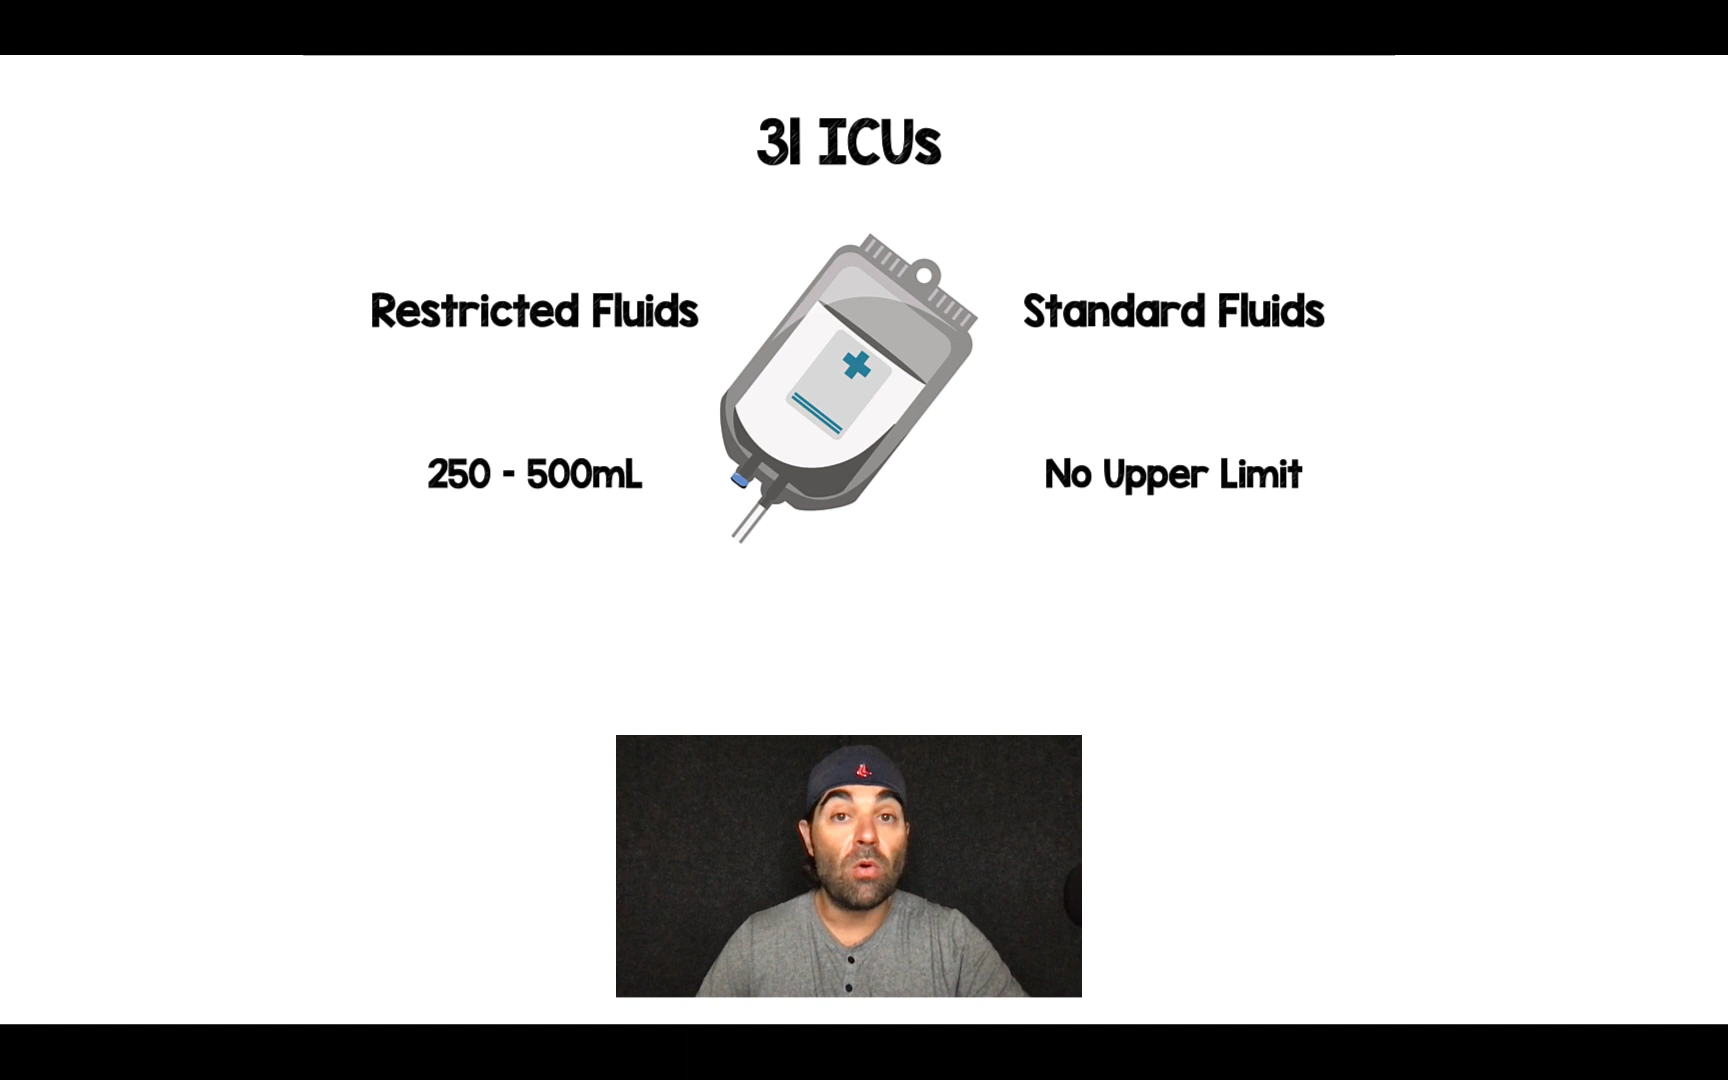 31 ICUs
Restricted Fluids
Standard Fluids
250 - 500mL
No Upper Limit